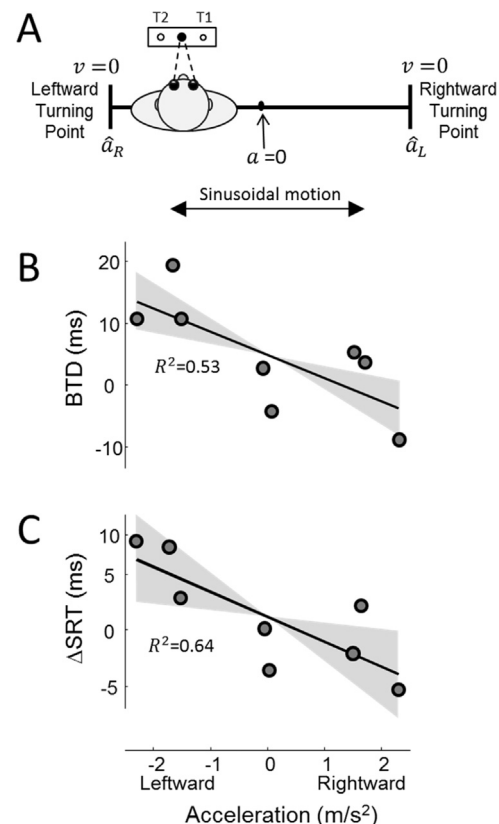 A
T2 T1
v=0
Leftward
Turning
Point
â_R
a=0
v=0
Rightward
Turning
Point
â_L
Sinusoidal motion
B
BTD (ms)
20
10
0
-10
R²=0.53
C
ΔSRT (ms)
10
5
0
-5
R²=0.64
-2 -1 0 1 2
Leftward Rightward
Acceleration (m/s²)